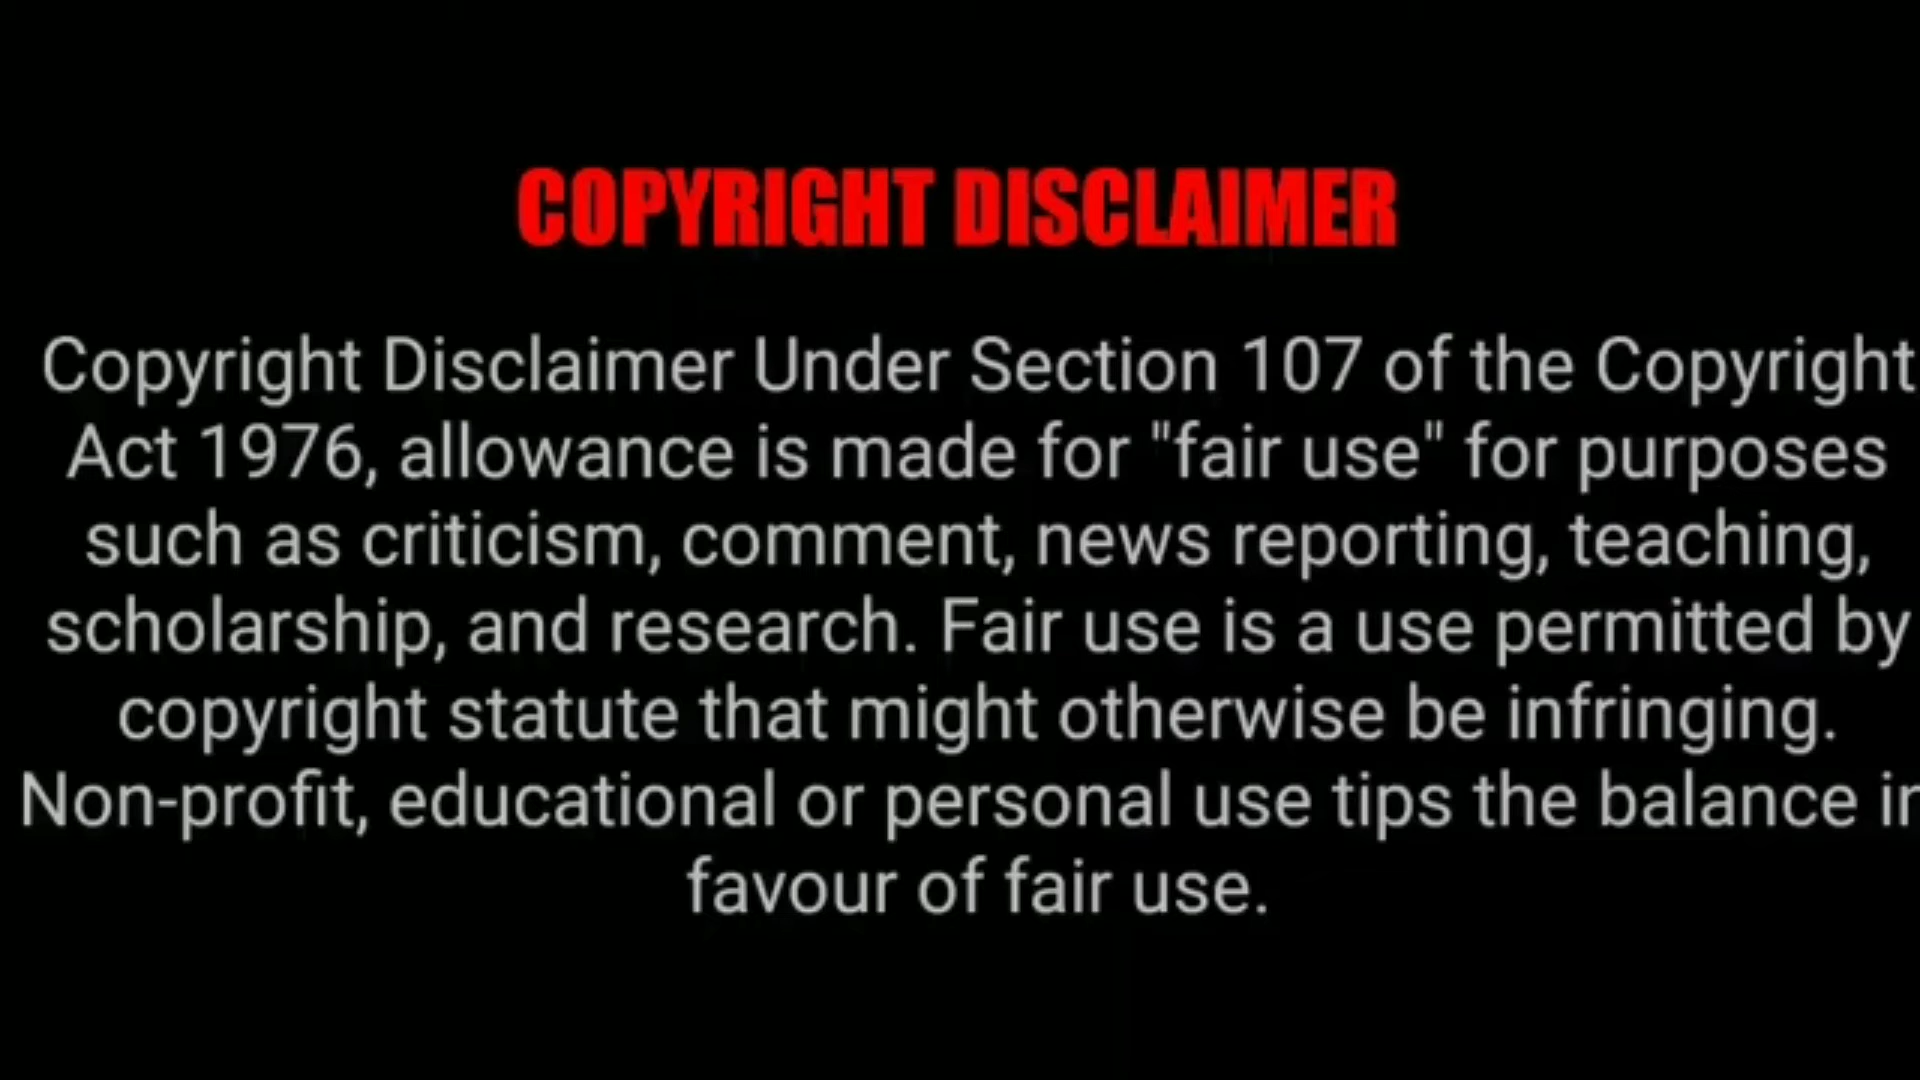 COPYRIGHT DISCLAIMER
Copyright Disclaimer Under Section 107 of the Copyright
Act 1976, allowance is made for "fair use" for purposes
such as criticism, comment, news reporting, teaching,
scholarship, and research. Fair use is a use permitted by
copyright statute that might otherwise be infringing.
Non-profit, educational or personal use tips the balance in
favour of fair use.